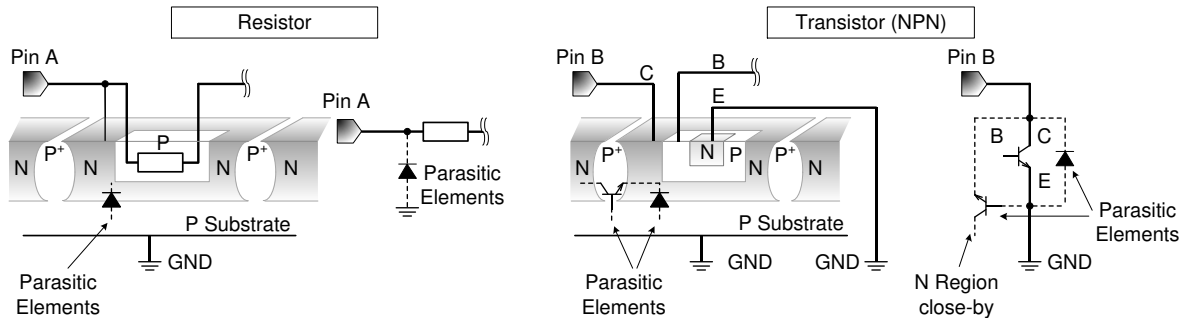 Resistor
Pin A
N
P+
N
P
N
P+
N
Parasitic
Elements
P Substrate
GND
Pin A
Parasitic
Elements
Transistor (NPN)
Pin B
C
B
E
N
P+
N
N
P
N
P+
N
P Substrate
GND
GND
Parasitic
Elements
Pin B
B
C
E
Parasitic
Elements
GND
N Region
close-by